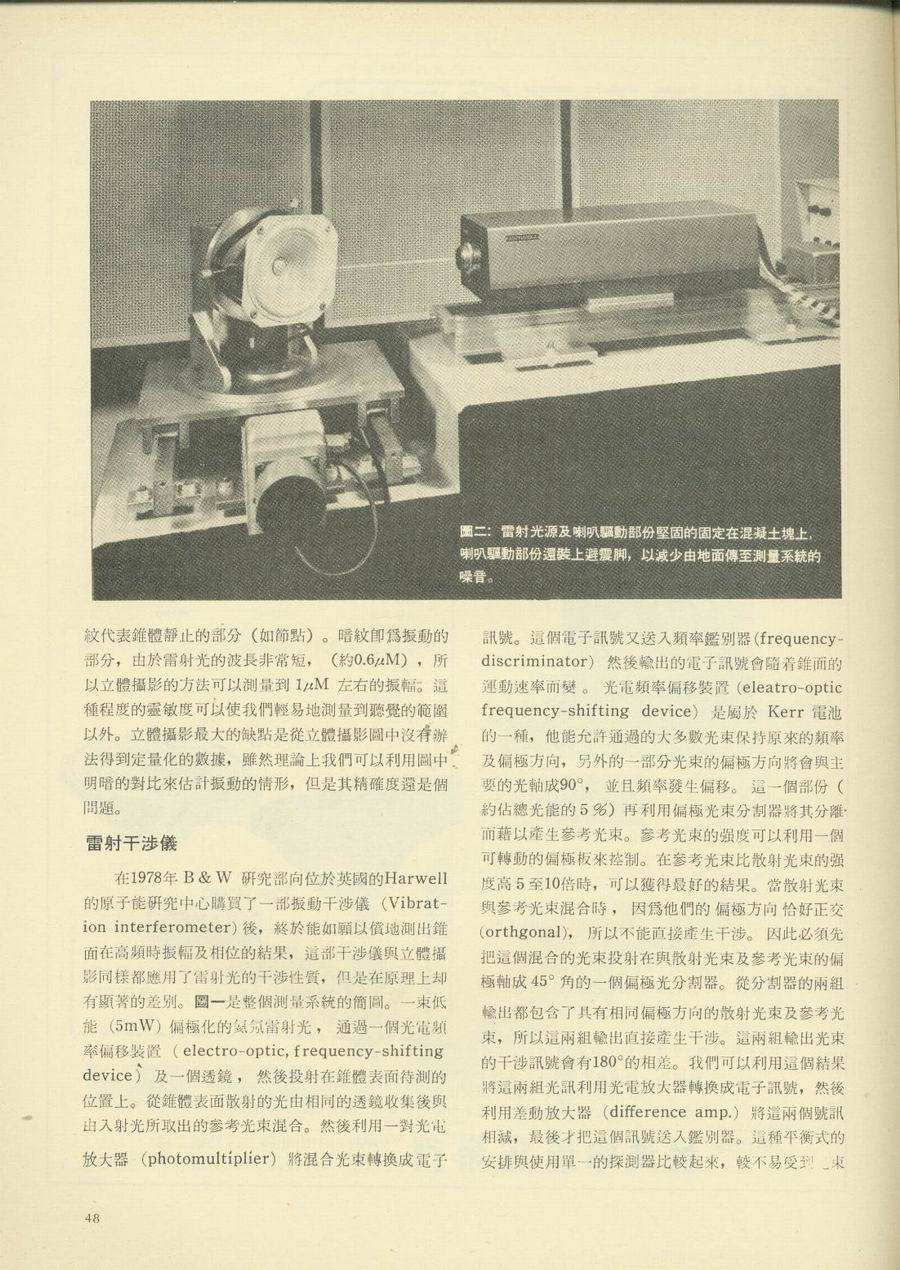 圖二：雷射光源及喇叭驅動部份堅固的固定在混凝土塊上，
喇叭驅動部份還裝上避震脚，以减少由地面傳至測量系統的
噪音。
紋代表錐體靜止的部分（如節點）。暗紋卽爲振動的
部分，由於雷射光的波長非常短，（約0.6μM），所
以立體攝影的方法可以測量到 1μM 左右的振幅。這
種程度的靈敏度可以使我們輕易地測量到聽覺的範圍
以外。立體攝影最大的缺點是從立體攝影圖中沒有辦
法得到定量化的數據，雖然理論上我們可以利用圖中
明暗的對比來估計振動的情形，但是其精確度還是個
問題。
雷射干涉儀
在1978年 B & W 研究部向位於英國的Harwell
的原子能研究中心購買了一部振動干涉儀 (Vibrat-
ion interferometer) 後，終於能如願以償地測出錐
面在高頻時振幅及相位的結果，這部干涉儀與立體攝
影同樣都應用了雷射光的干涉性質，但是在原理上却
有顯著的差別。圖一是整個測量系統的簡圖。一束低
能 (5mW) 偏極化的氦氖雷射光， 通過一個光電頻
率偏移裝置 ( electro-optic, frequency-shifting
device) 及一個透鏡， 然後投射在錐體表面待測的
位置上。從錐體表面散射的光由相同的透鏡收集後與
由入射光所取出的參考光束混合。然後利用一對光電
放大器 (photomultiplier) 將混合光束轉換成電子
訊號。這個電子訊號又送入頻率鑑別器 (frequency-
discriminator) 然後輸出的電子訊號會隨着錐面的
運動速率而變 。 光電頻率偏移裝置 (eleatro-optic
frequency-shifting device) 是屬於 Kerr 電池
的一種，他能允許通過的大多數光束保持原來的頻率
及偏極方向，另外的一部分光束的偏極方向將會與主
要的光軸成90°， 並且頻率發生偏移。 這一個部份（
約佔總光能的 5 %）再利用偏極光束分割器將其分離
而藉以產生參考光束。參考光束的强度可以利用一個
可轉動的偏極板來控制。在參考光束比散射光束的强
度高 5 至10倍時，可以獲得最好的結果。當散射光束
與參考光束混合時， 因爲他們的 偏極方向 恰好正交
(orthgonal)， 所以不能直接產生干涉。 因此必須先
把這個混合的光束投射在與散射光束及參考光束的偏
極軸成 45° 角的一個偏極光分割器。從分割器的兩組
輸出都包含了具有相同偏極方向的散射光束及參考光
束，所以這兩組輸出直接產生干涉。這兩組輸出光束
的干涉訊號會有180°的相差。我們可以利用這個結果
將這兩組光訊利用光電放大器轉換成電子訊號，然後
利用差動放大器 (difference amp.) 將這兩個號訊
相減，最後才把這個訊號送入鑑別器。這種平衡式的
安排與使用單一的探測器比較起來，較不易受到 束
48